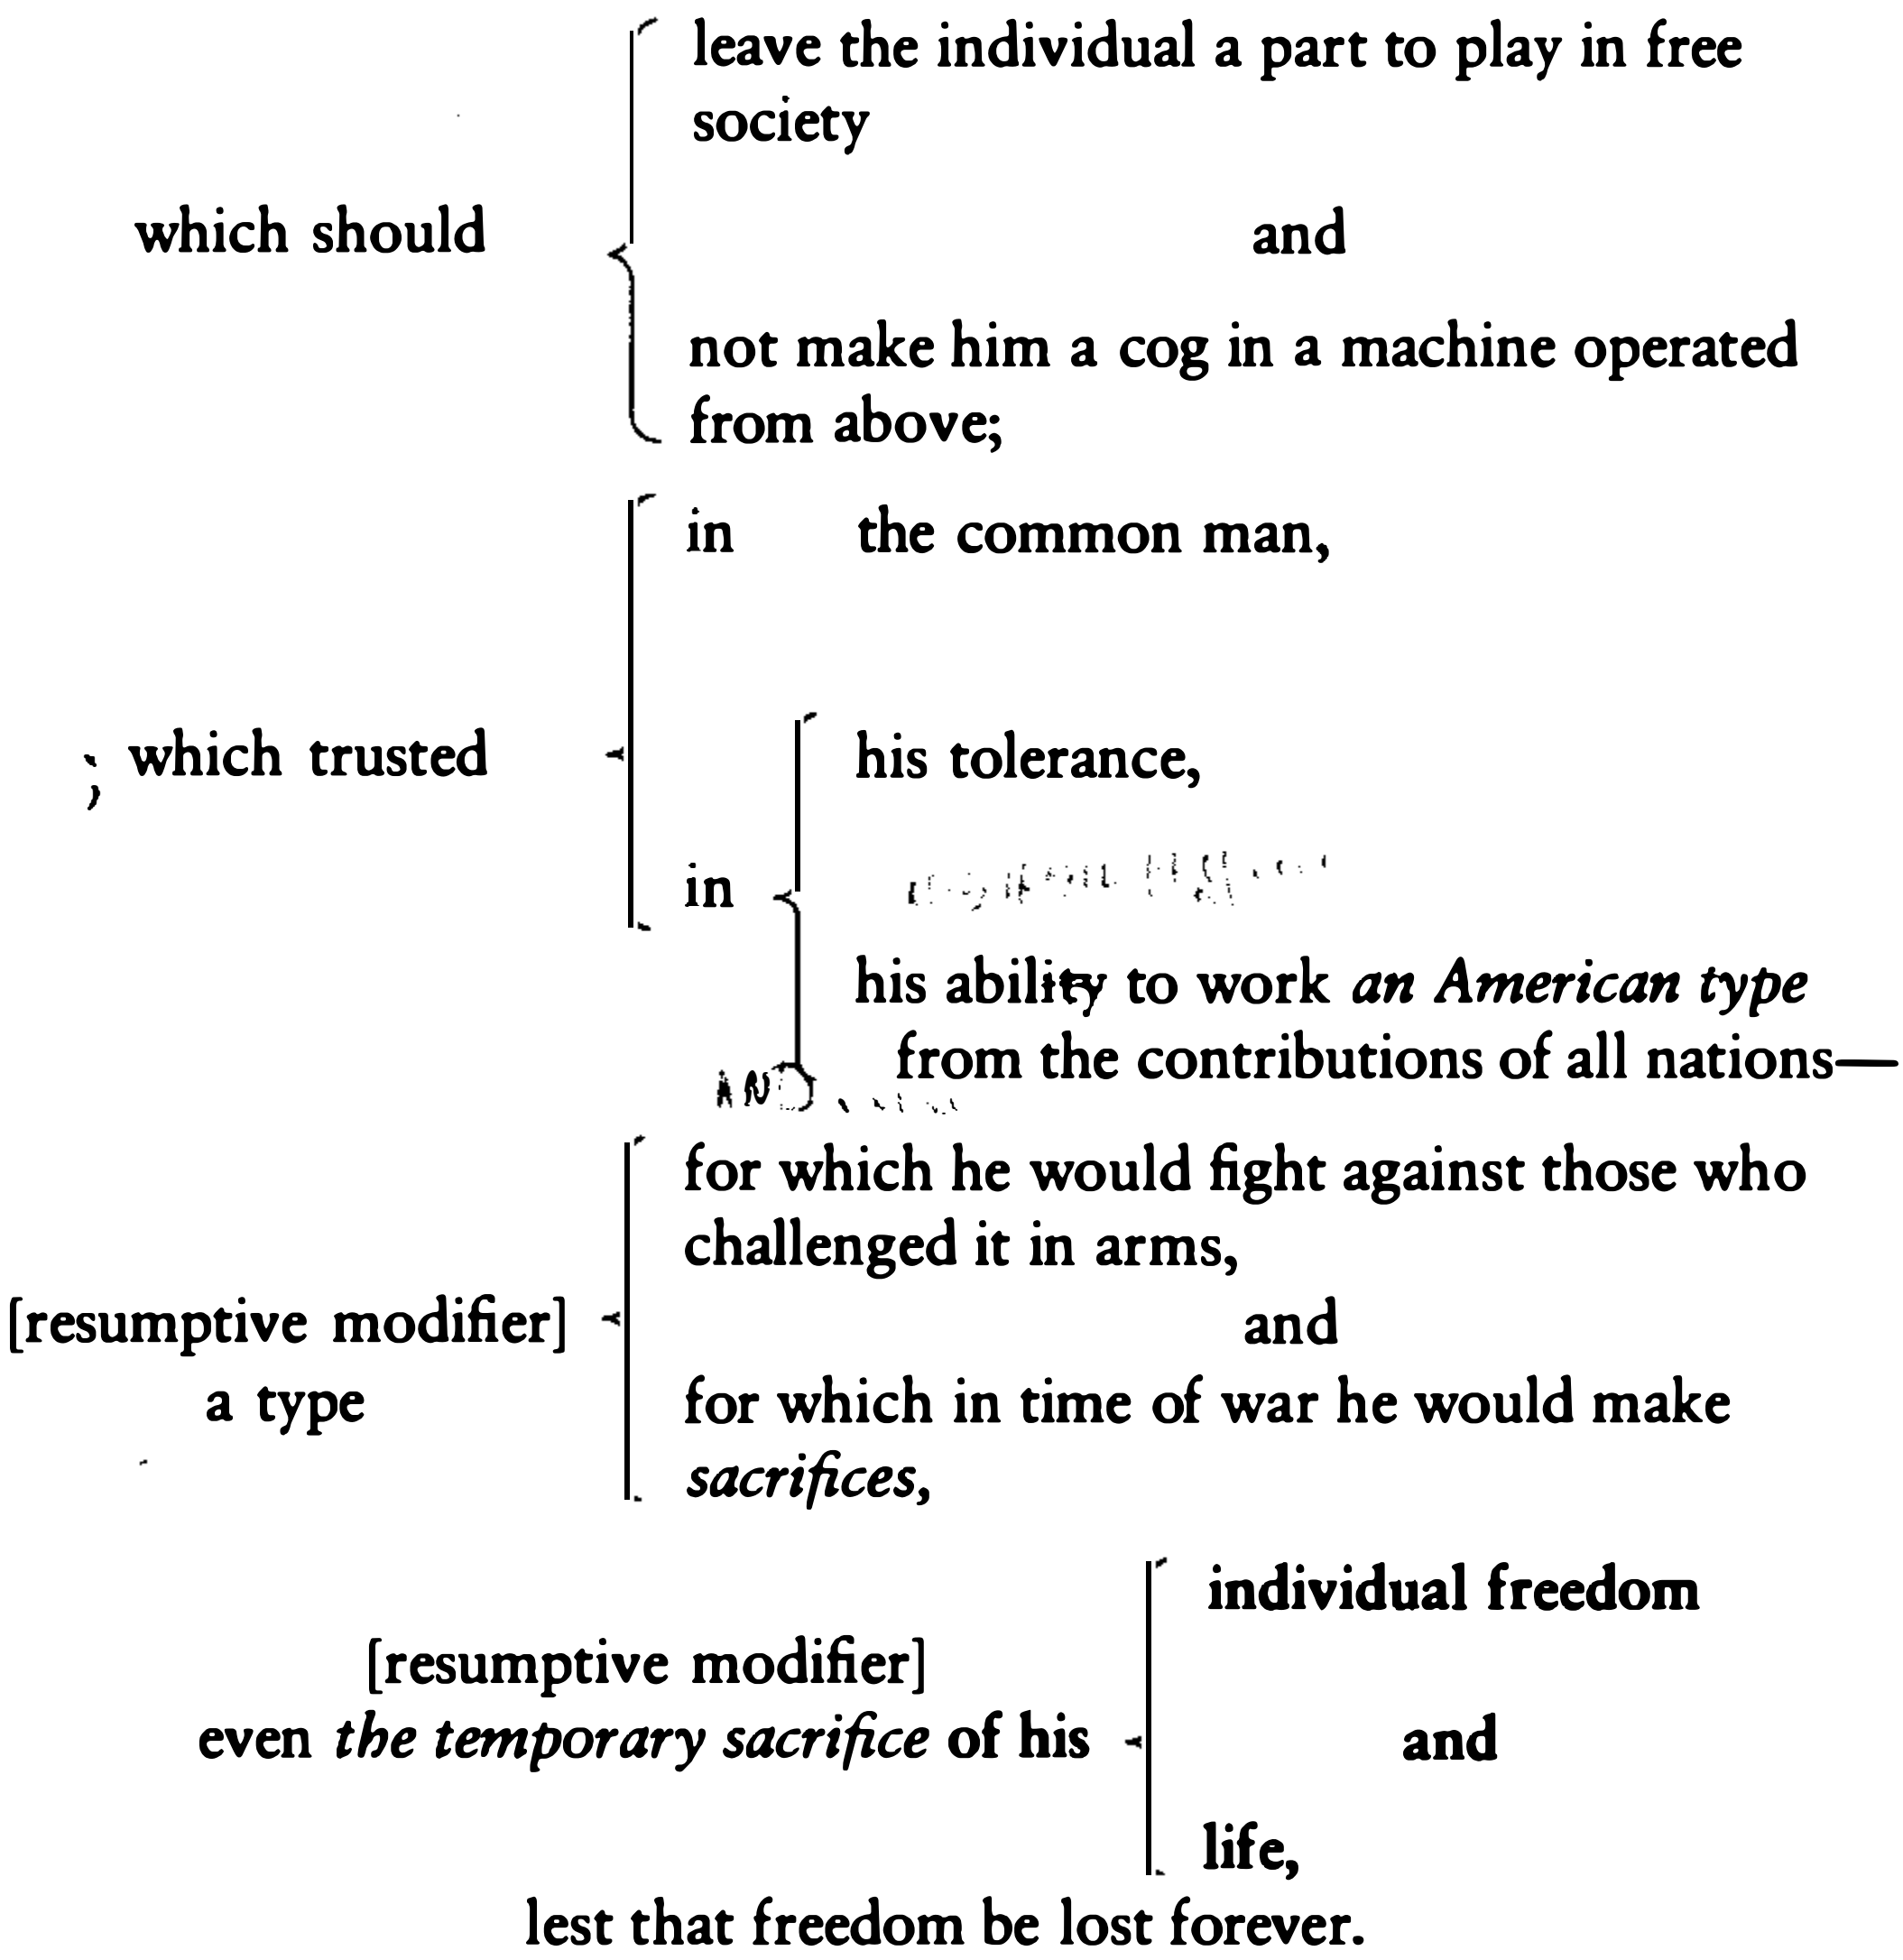 leave the individual a part to play in free
society
which should
and
not make him a cog in a machine operated
from above;
in the common man,
; which trusted
his tolerance,
in
his ability to work an American type
from the contributions of all nations—
AND
for which he would fight against those who
challenged it in arms,
[resumptive modifier]
and
a type
for which in time of war he would make
sacrifices,
individual freedom
[resumptive modifier]
even the temporary sacrifice of his
and
life,
lest that freedom be lost forever.